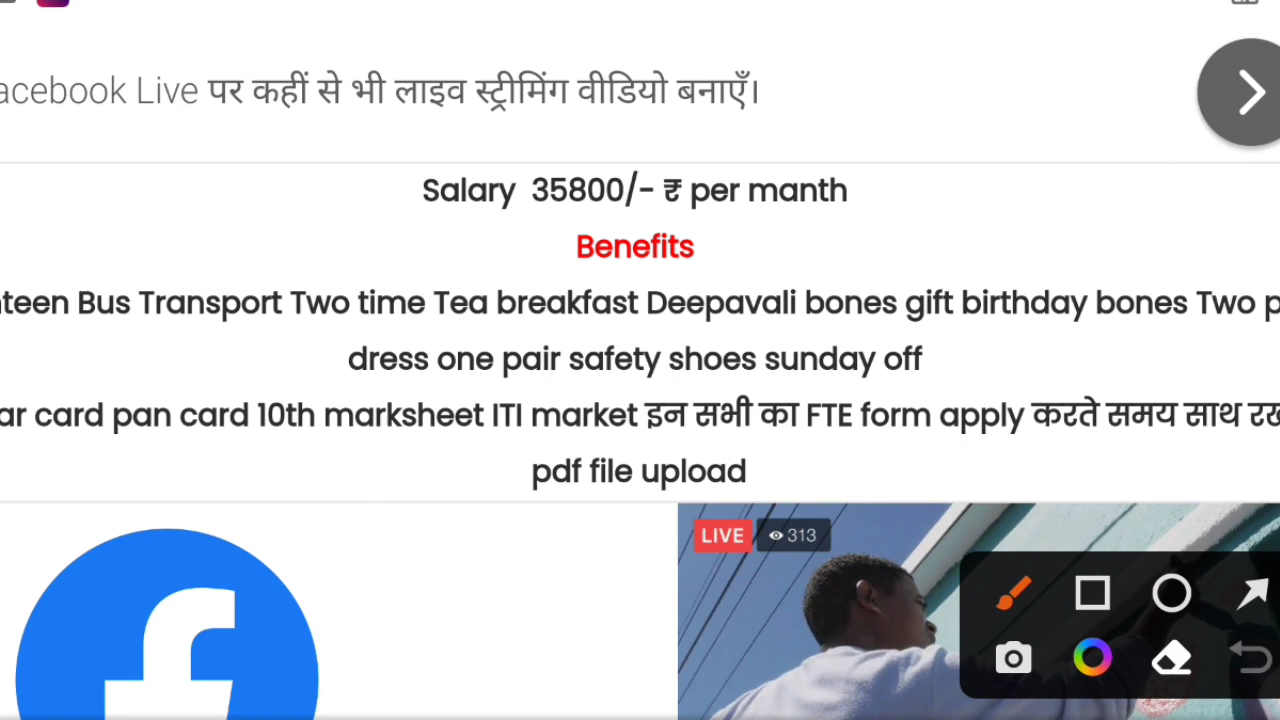 acebook Live पर कहीं से भी लाइव स्ट्रीमिंग वीडियो बनाएँ।
Salary 35800/- ₹ per manth
Benefits
nteen Bus Transport Two time Tea breakfast Deepavali bones gift birthday bones Two p
dress one pair safety shoes sunday off
ar card pan card 10th marksheet ITI market इन सभी का FTE form apply करते समय साथ रख
pdf file upload
LIVE 313